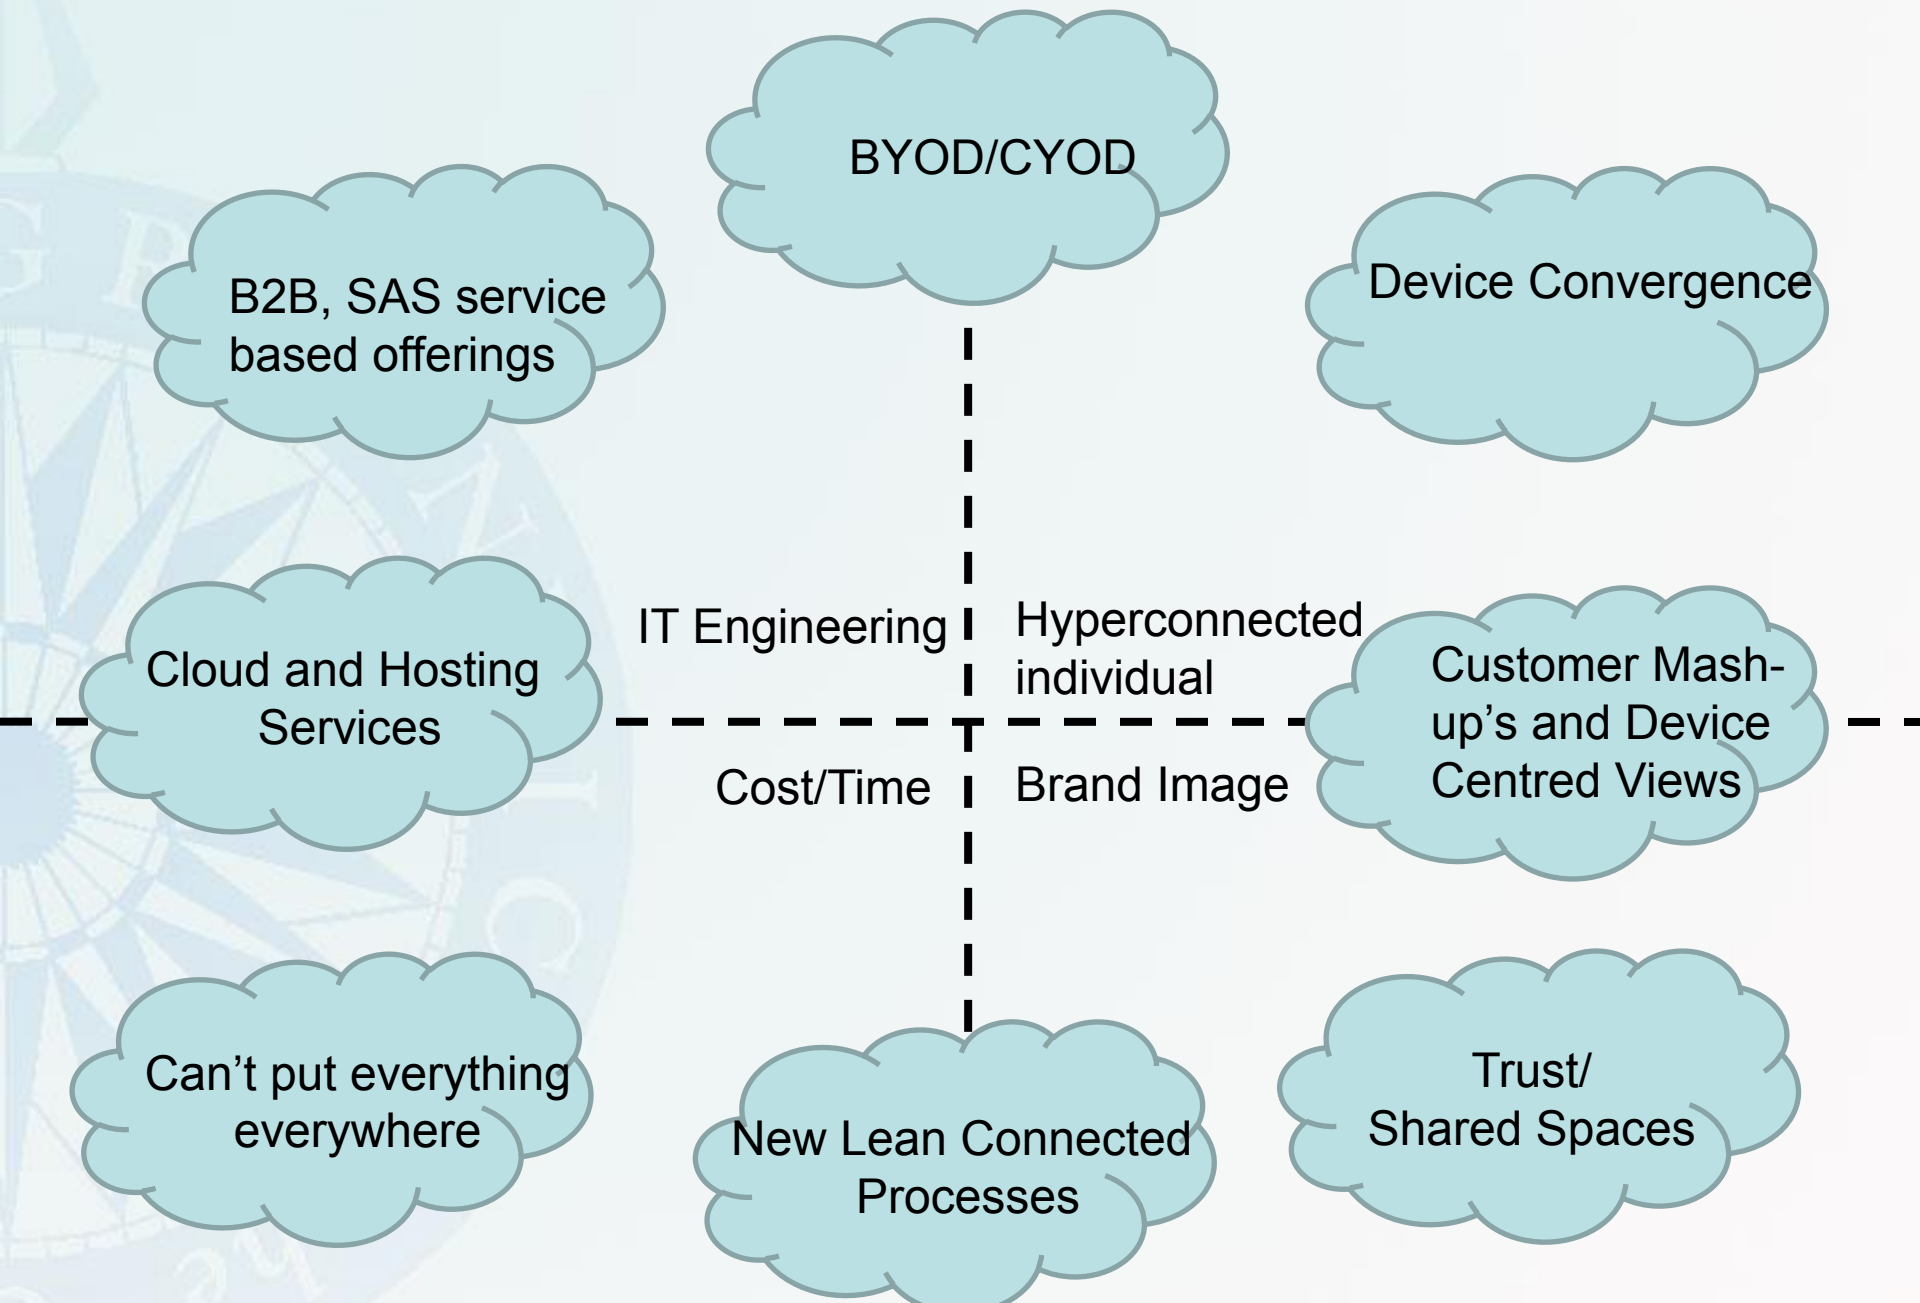 BYOD/CYOD
B2B, SAS service
based offerings
Device Convergence
IT Engineering
Hyperconnected
individual
Cloud and Hosting
Services
Customer Mash-
up’s and Device
Centred Views
Cost/Time
Brand Image
Can’t put everything
everywhere
New Lean Connected
Processes
Trust/
Shared Spaces